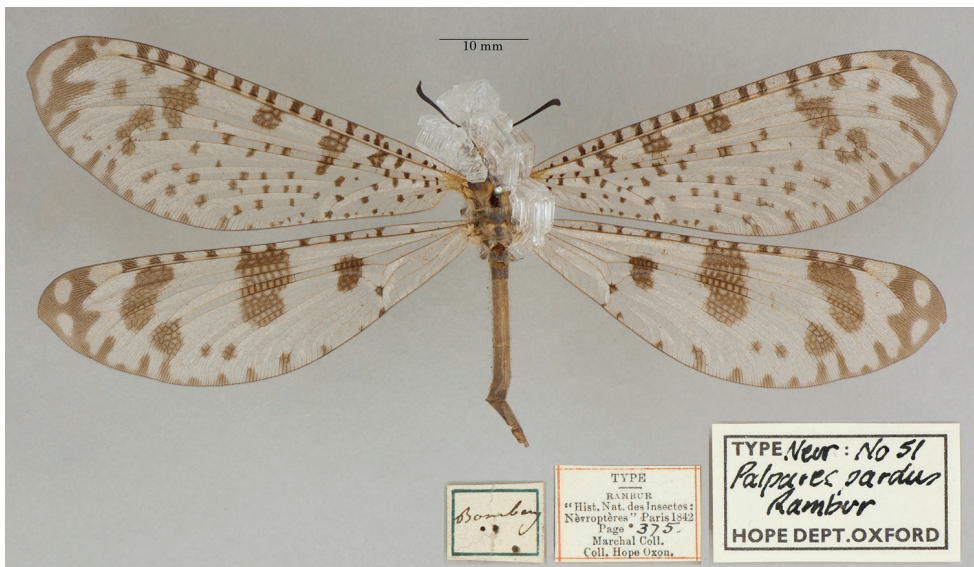 10 mm
Bombay
TYPE
RAMBUR
"Hist. Nat. des Insectes:
Nèvroptères" Paris 1842
Page 375.
Marchal Coll.
Coll. Hope Oxon.
TYPE Neur: No 51
Palpares pardus
Rambur
HOPE DEPT. OXFORD